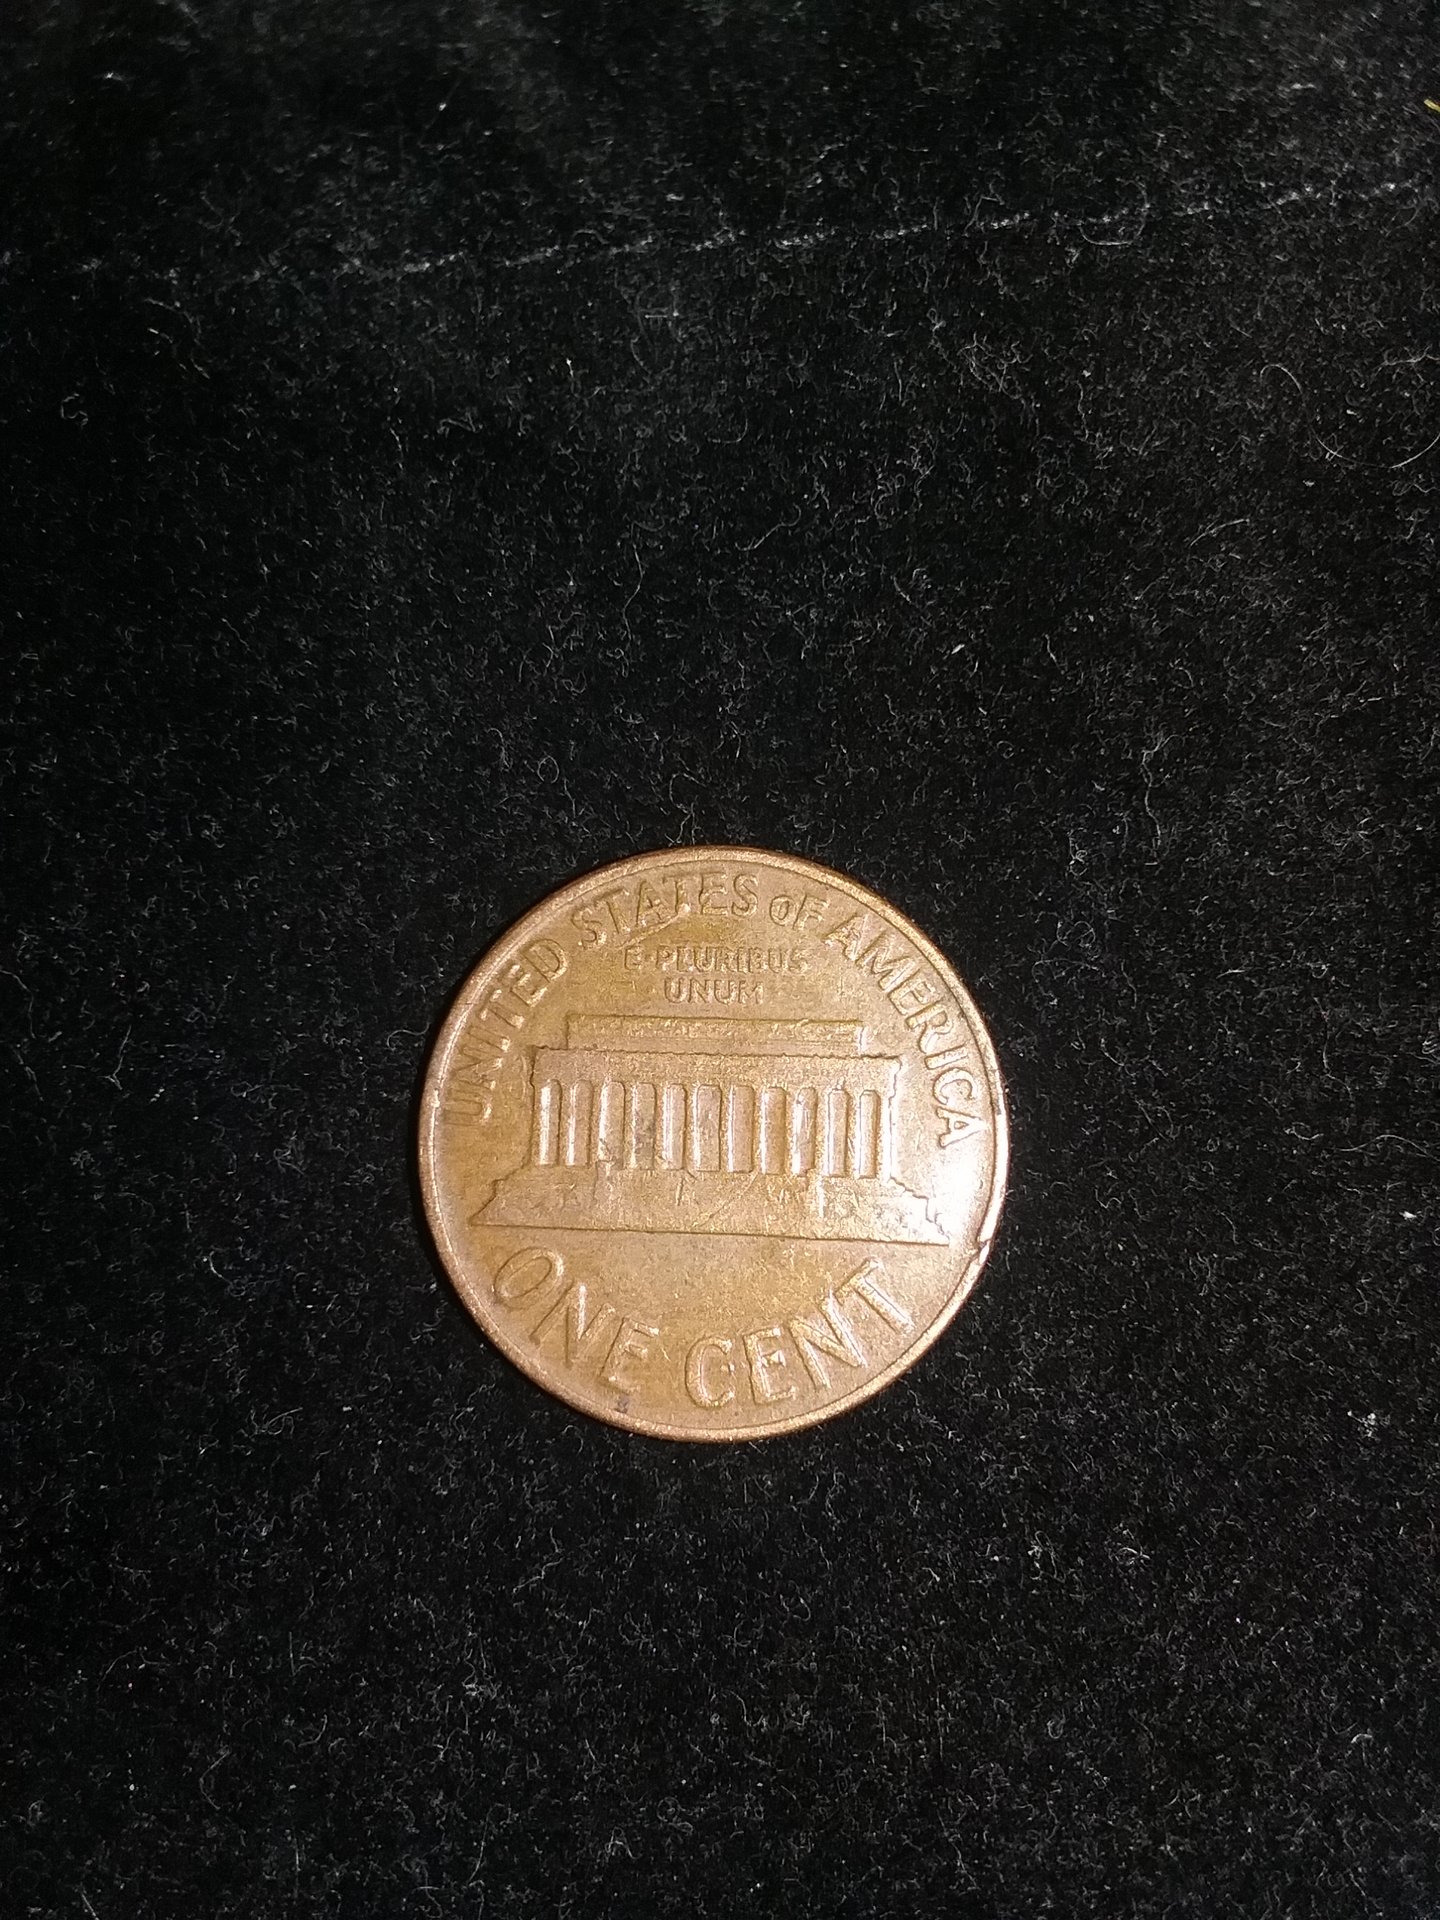 UNITED STATES OF AMERICA
E·PLURIBUS
UNUM
ONE CENT